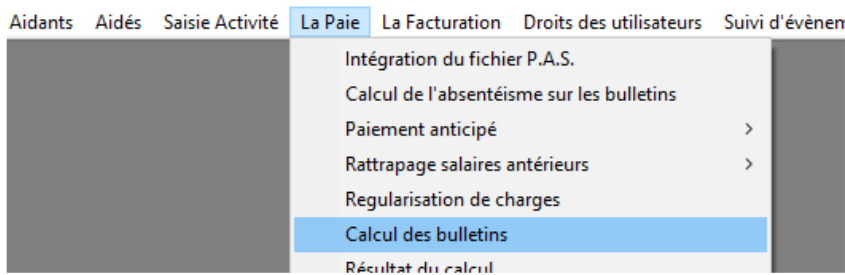 Aidants Aidés Saisie Activité La Paie La Facturation Droits des utilisateurs Suivi d'évènem
Intégration du fichier P.A.S.
Calcul de l'absentéisme sur les bulletins
Paiement anticipé
Rattrapage salaires antérieurs
Regularisation de charges
Calcul des bulletins
Résultat du calcul